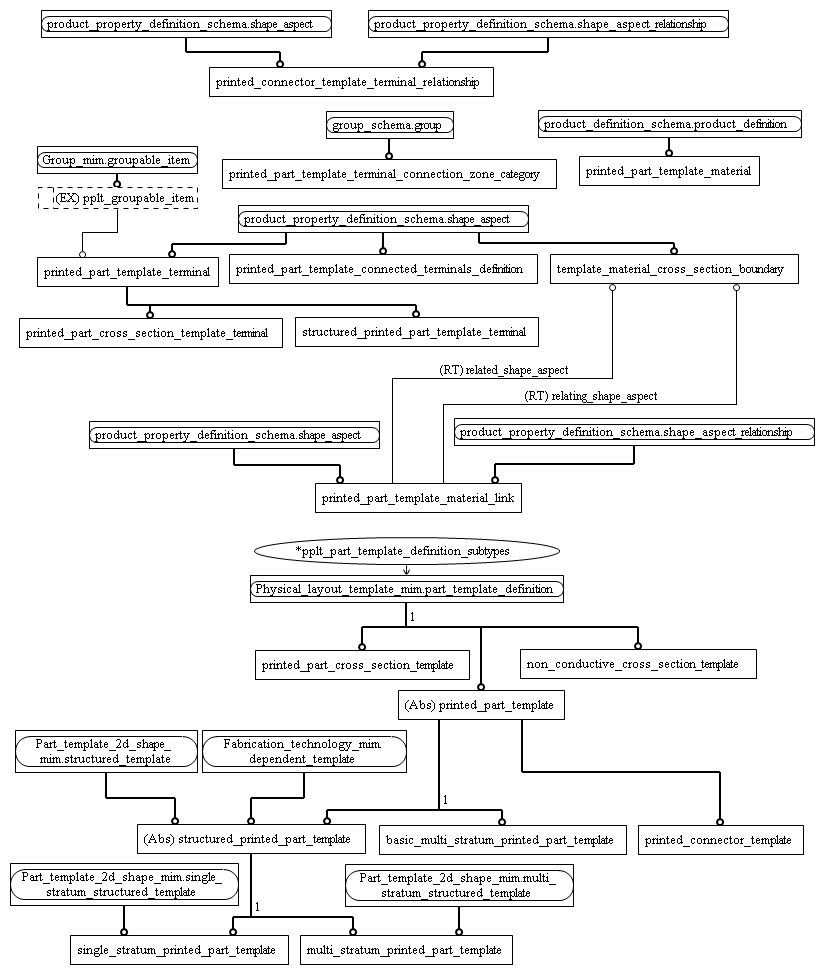 product_property_definition_schema.shape_aspect
product_property_definition_schema.shape_aspect_relationship
printed_connector_template_terminal_relationship
group_schema.group
product_definition_schema.product_definition
Group_mim.groupable_item
printed_part_template_terminal_connection_zone_category
printed_part_template_material
(EX) pplt_groupable_item
product_property_definition_schema.shape_aspect
printed_part_template_terminal
printed_part_template_connected_terminals_definition
template_material_cross_section_boundary
printed_part_cross_section_template_terminal
structured_printed_part_template_terminal
(RT) related_shape_aspect
(RT) relating_shape_aspect
product_property_definition_schema.shape_aspect
product_property_definition_schema.shape_aspect_relationship
printed_part_template_material_link
*pplt_part_template_definition_subtypes
Physical_layout_template_mim.part_template_definition
1
printed_part_cross_section_template
non_conductive_cross_section_template
(Abs) printed_part_template
Part_template_2d_shape_
mim.structured_template
Fabrication_technology_mim.
dependent_template
1
(Abs) structured_printed_part_template
basic_multi_stratum_printed_part_template
printed_connector_template
Part_template_2d_shape_mim.single_
stratum_structured_template
Part_template_2d_shape_mim.multi_
stratum_structured_template
1
single_stratum_printed_part_template
multi_stratum_printed_part_template